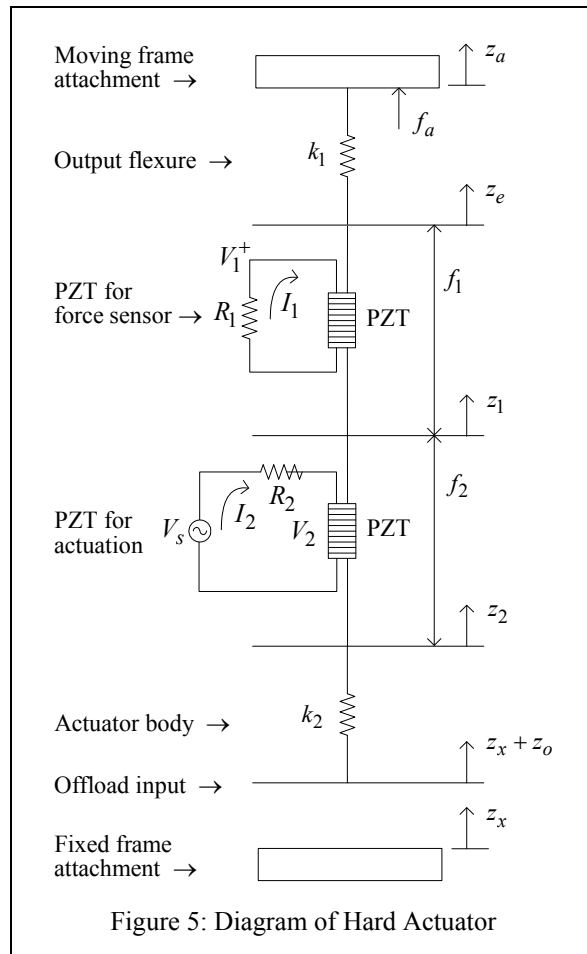 Moving frame
attachment →
z_a
f_a
Output flexure →
k_1
z_e
V_1^+
PZT for
force sensor →
R_1
I_1
PZT
f_1
z_1
PZT for
actuation
V_s
R_2
I_2
V_2
PZT
f_2
z_2
Actuator body →
k_2
z_x + z_o
Offload input →
z_x
Fixed frame
attachment →
Figure 5: Diagram of Hard Actuator